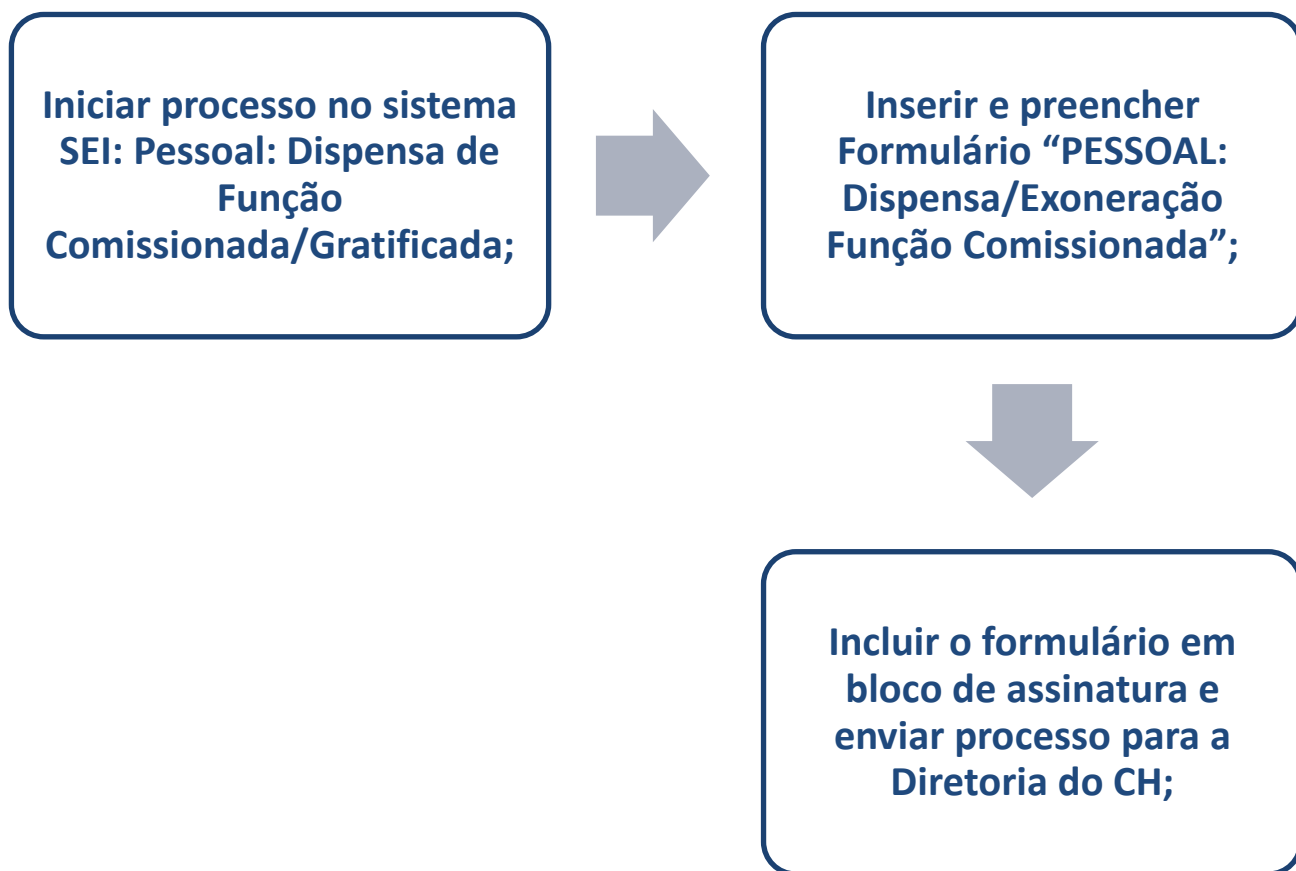 Iniciar processo no sistema
SEI: Pessoal: Dispensa de
Função
Comissionada/Gratificada;
Inserir e preencher
Formulário “PESSOAL:
Dispensa/Exoneração
Função Comissionada”;
Incluir o formulário em
bloco de assinatura e
enviar processo para a
Diretoria do CH;